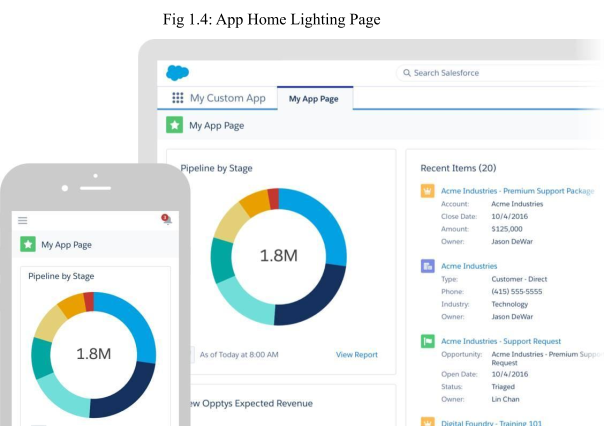 Fig 1.4: App Home Lighting Page
Search Salesforce
My Custom App
My App Page
My App Page
Pipeline by Stage
1.8M
As of Today at 8:00 AM
View Report
Opptys Expected Revenue
Recent Items (20)
Acme Industries - Premium Support Package
Account: Acme Industries
Close Date: 10/4/2016
Amount: $125,000
Owner: Jason DeWar
Acme Industries
Type: Customer - Direct
Phone: (415) 555-5555
Industry: Technology
Owner: Jason DeWar
Acme Industries - Support Request
Opportunity: Acme Industries - Premium
Request
Open Date: 10/4/2016
Status: Triaged
Owner: Lin Chan
Digital Foundry - Training 101
My App Page
Pipeline by Stage
1.8M